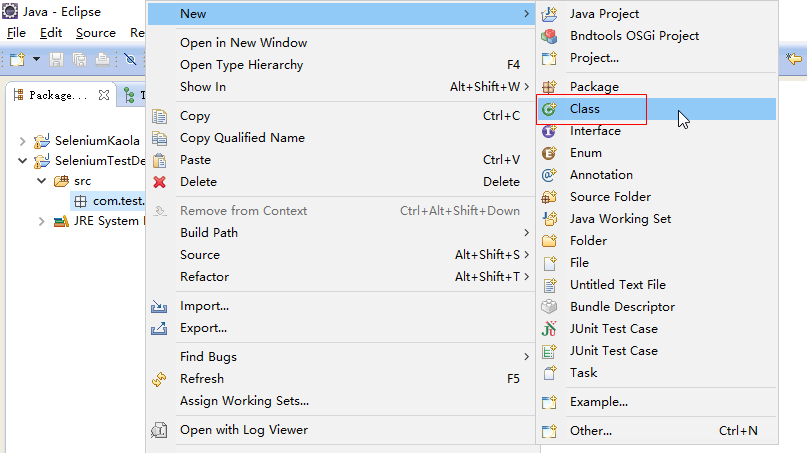 Java - Eclipse
File Edit Source Re
Package...
SeleniumKaola
SeleniumTestDe
src
com.test.
JRE System
New
Open in New Window
Open Type Hierarchy F4
Show In Alt+Shift+W
Copy Ctrl+C
Copy Qualified Name
Paste Ctrl+V
Delete Delete
Remove from Context Ctrl+Alt+Shift+Down
Build Path
Source Alt+Shift+S
Refactor Alt+Shift+T
Import...
Export...
Find Bugs
Refresh F5
Assign Working Sets...
Open with Log Viewer
Java Project
Bndtools OSGi Project
Project...
Package
Class
Interface
Enum
Annotation
Source Folder
Java Working Set
Folder
File
Untitled Text File
Bundle Descriptor
JUnit Test Case
JUnit Test Case
Task
Example...
Other... Ctrl+N